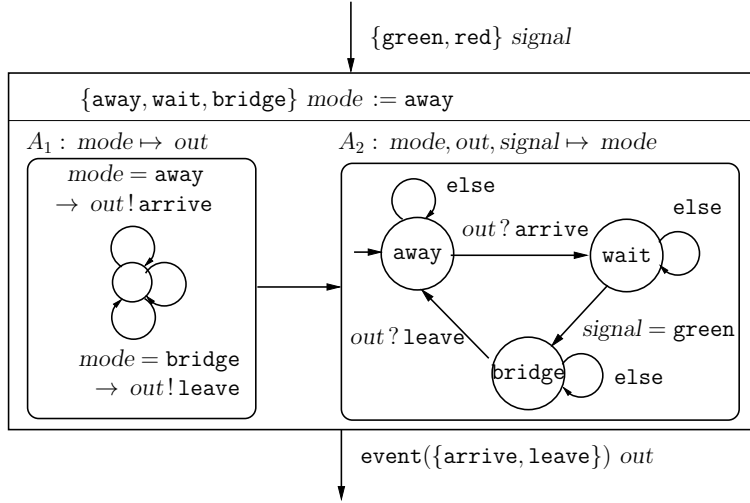 {green, red} signal
{away, wait, bridge} mode := away
A₁ : mode ↦ out
A₂ : mode, out, signal ↦ mode
mode = away
→ out ! arrive
else
out ? arrive
else
away
wait
out ? leave
signal = green
mode = bridge
→ out ! leave
bridge
else
event({arrive, leave}) out